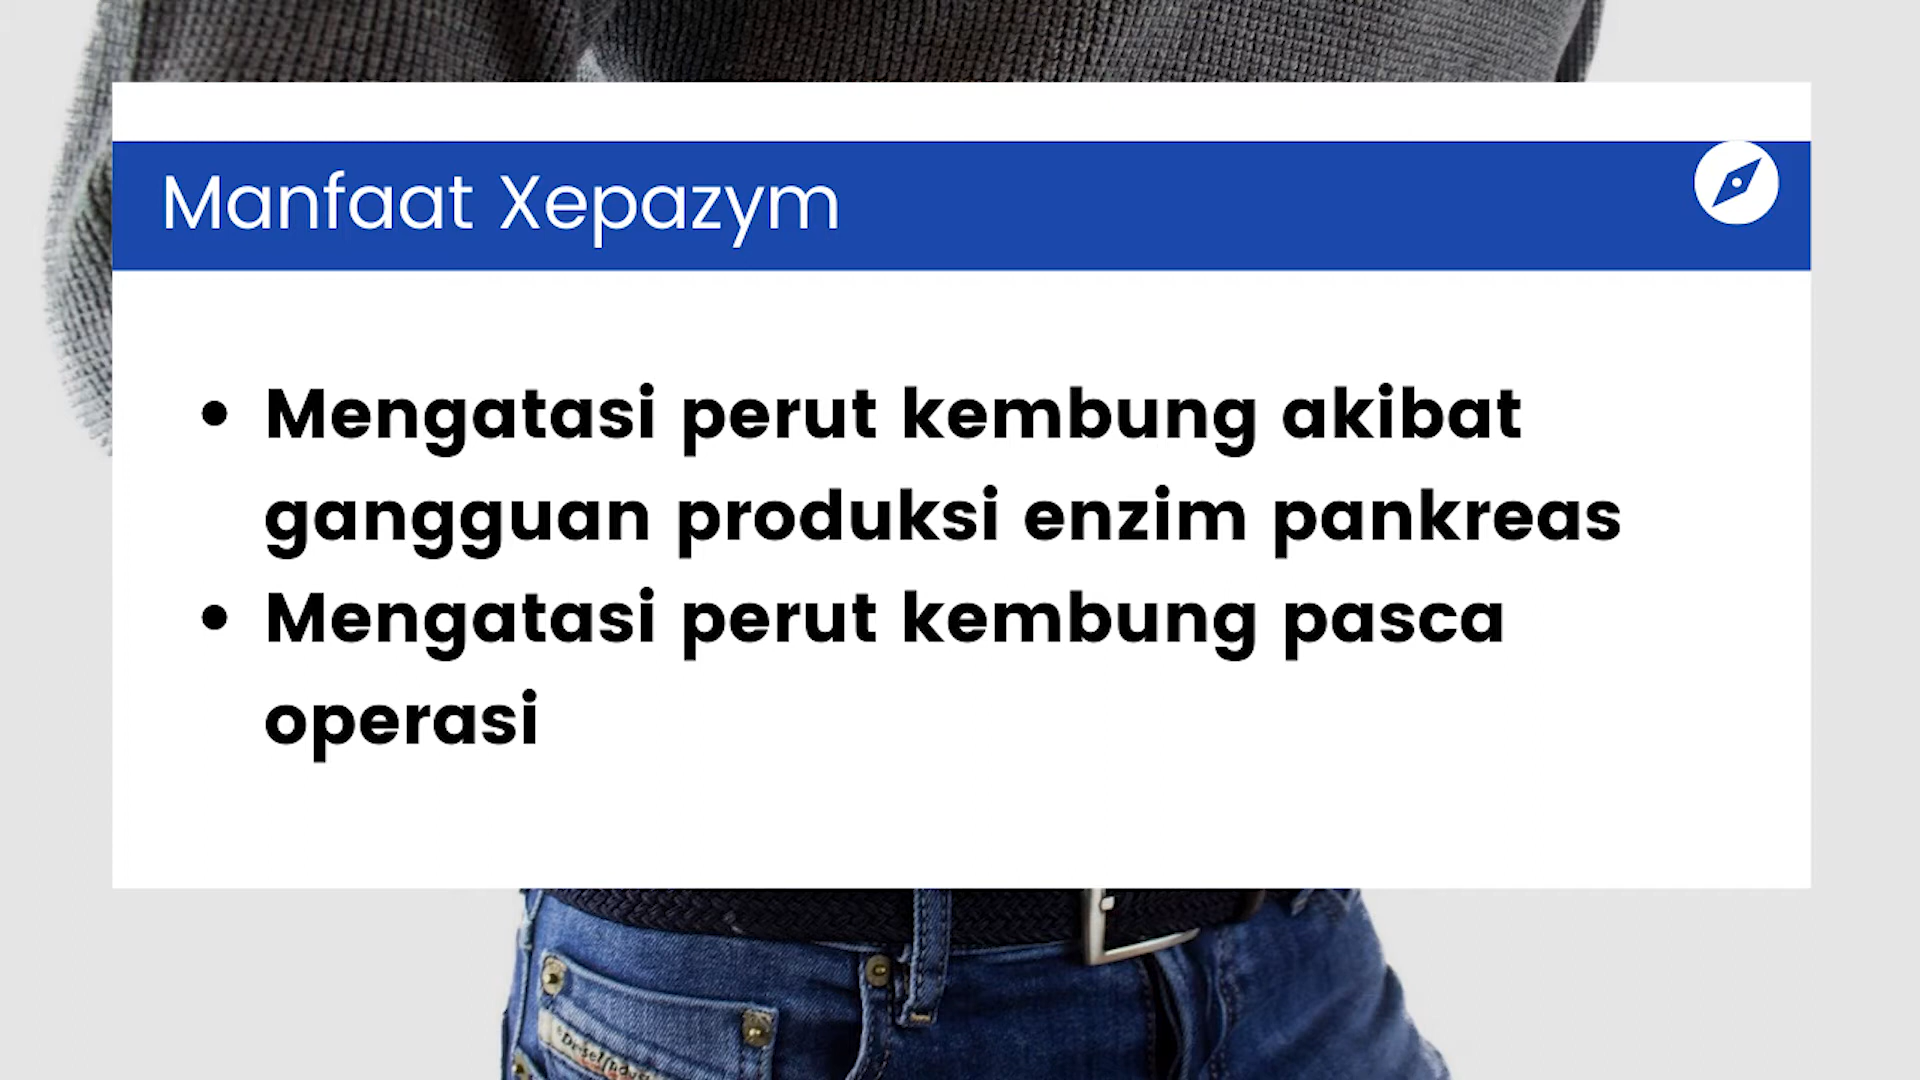 Manfaat Xepazym
• Mengatasi perut kembung akibat
gangguan produksi enzim pankreas
• Mengatasi perut kembung pasca
operasi